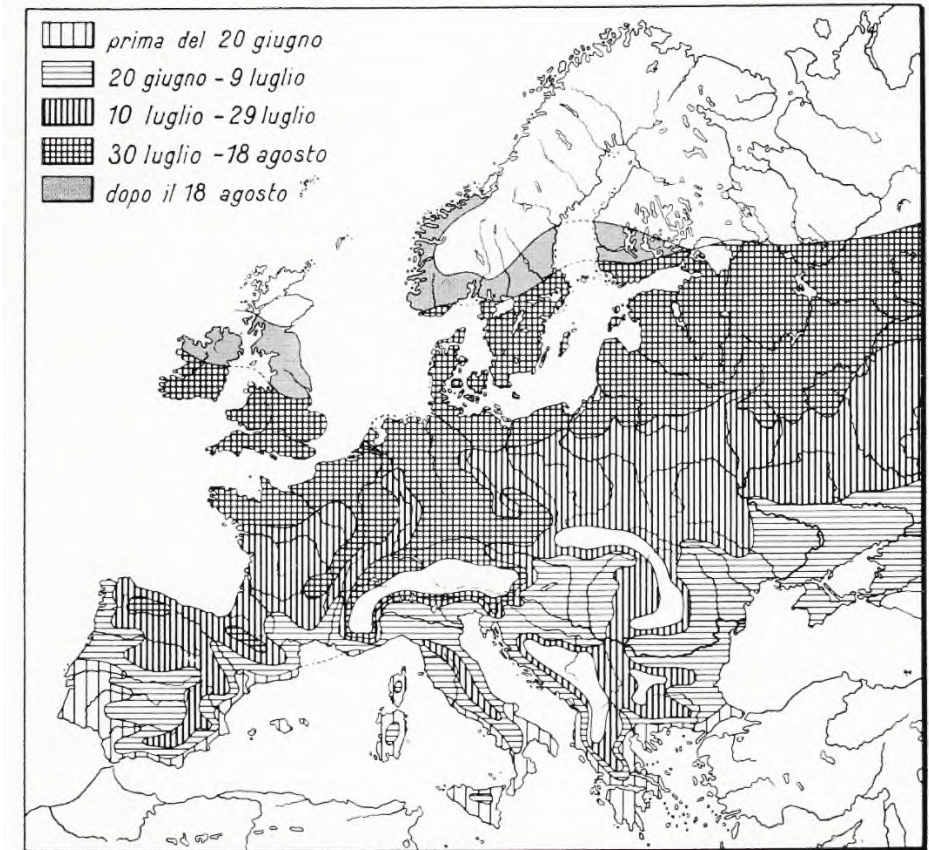 prima del 20 giugno
20 giugno - 9 luglio
10 luglio - 29 luglio
30 luglio - 18 agosto
dopo il 18 agosto